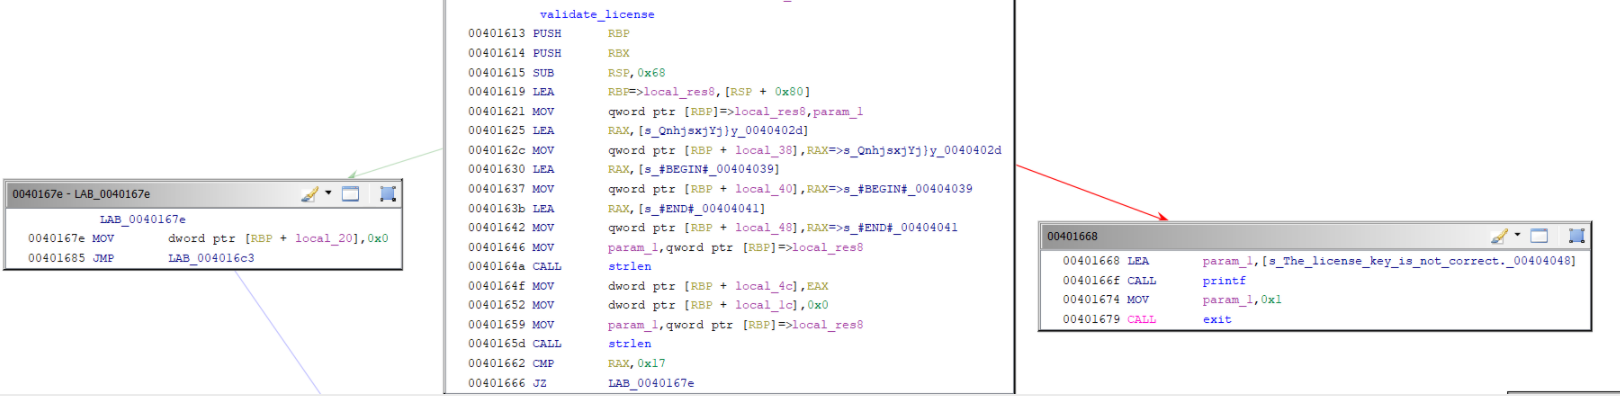 validate_license
00401613 PUSH RBP
00401614 PUSH RBX
00401615 SUB RSP,0x68
00401619 LEA RBP=>local_res8,[RSP + 0x80]
00401621 MOV qword ptr [RBP]=>local_res8,param_1
00401625 LEA RAX,[s_QnhjsxjYj}y_0040402d]
0040162c MOV qword ptr [RBP + local_38],RAX=>s_QnhjsxjYj}y_0040402d
00401630 LEA RAX,[s_#BEGIN#_00404039]
00401637 MOV qword ptr [RBP + local_40],RAX=>s_#BEGIN#_00404039
0040163b LEA RAX,[s_#END#_00404041]
00401642 MOV qword ptr [RBP + local_48],RAX=>s_#END#_00404041
00401646 MOV param_1,qword ptr [RBP]=>local_res8
0040164a CALL strlen
0040164f MOV dword ptr [RBP + local_4c],EAX
00401652 MOV dword ptr [RBP + local_1c],0x0
00401659 MOV param_1,qword ptr [RBP]=>local_res8
0040165d CALL strlen
00401662 CMP RAX,0x17
00401666 JZ LAB_0040167e
0040167e - LAB_0040167e
LAB_0040167e
0040167e MOV dword ptr [RBP + local_20],0x0
00401685 JMP LAB_004016c3
00401668
00401668 LEA param_1,[s_The_license_key_is_not_correct._00404048]
0040166f CALL printf
00401674 MOV param_1,0x1
00401679 CALL exit